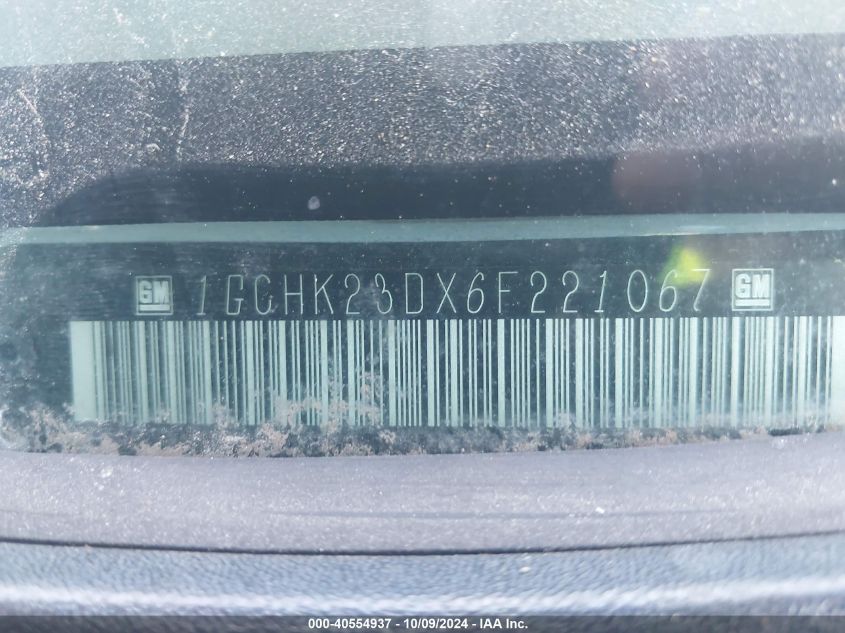 GM 1GCHK23DX6F221067 GM
000-40554937 - 10/09/2024 - IAA Inc.